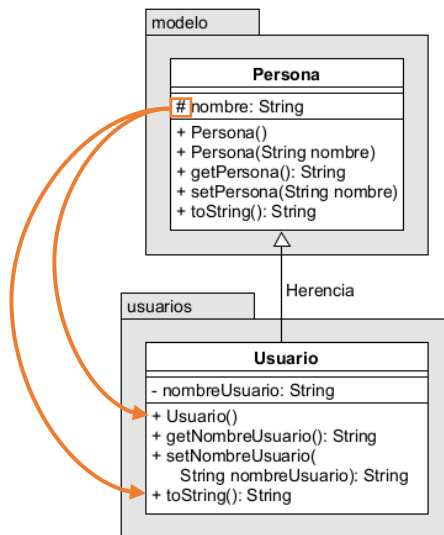 modelo
Persona
# nombre: String
+ Persona()
+ Persona(String nombre)
+ getPersona(): String
+ setPersona(String nombre)
+ toString(): String
Herencia
usuarios
Usuario
- nombreUsuario: String
+ Usuario()
+ getNombreUsuario(): String
+ setNombreUsuario(
String nombreUsuario): String
+ toString(): String